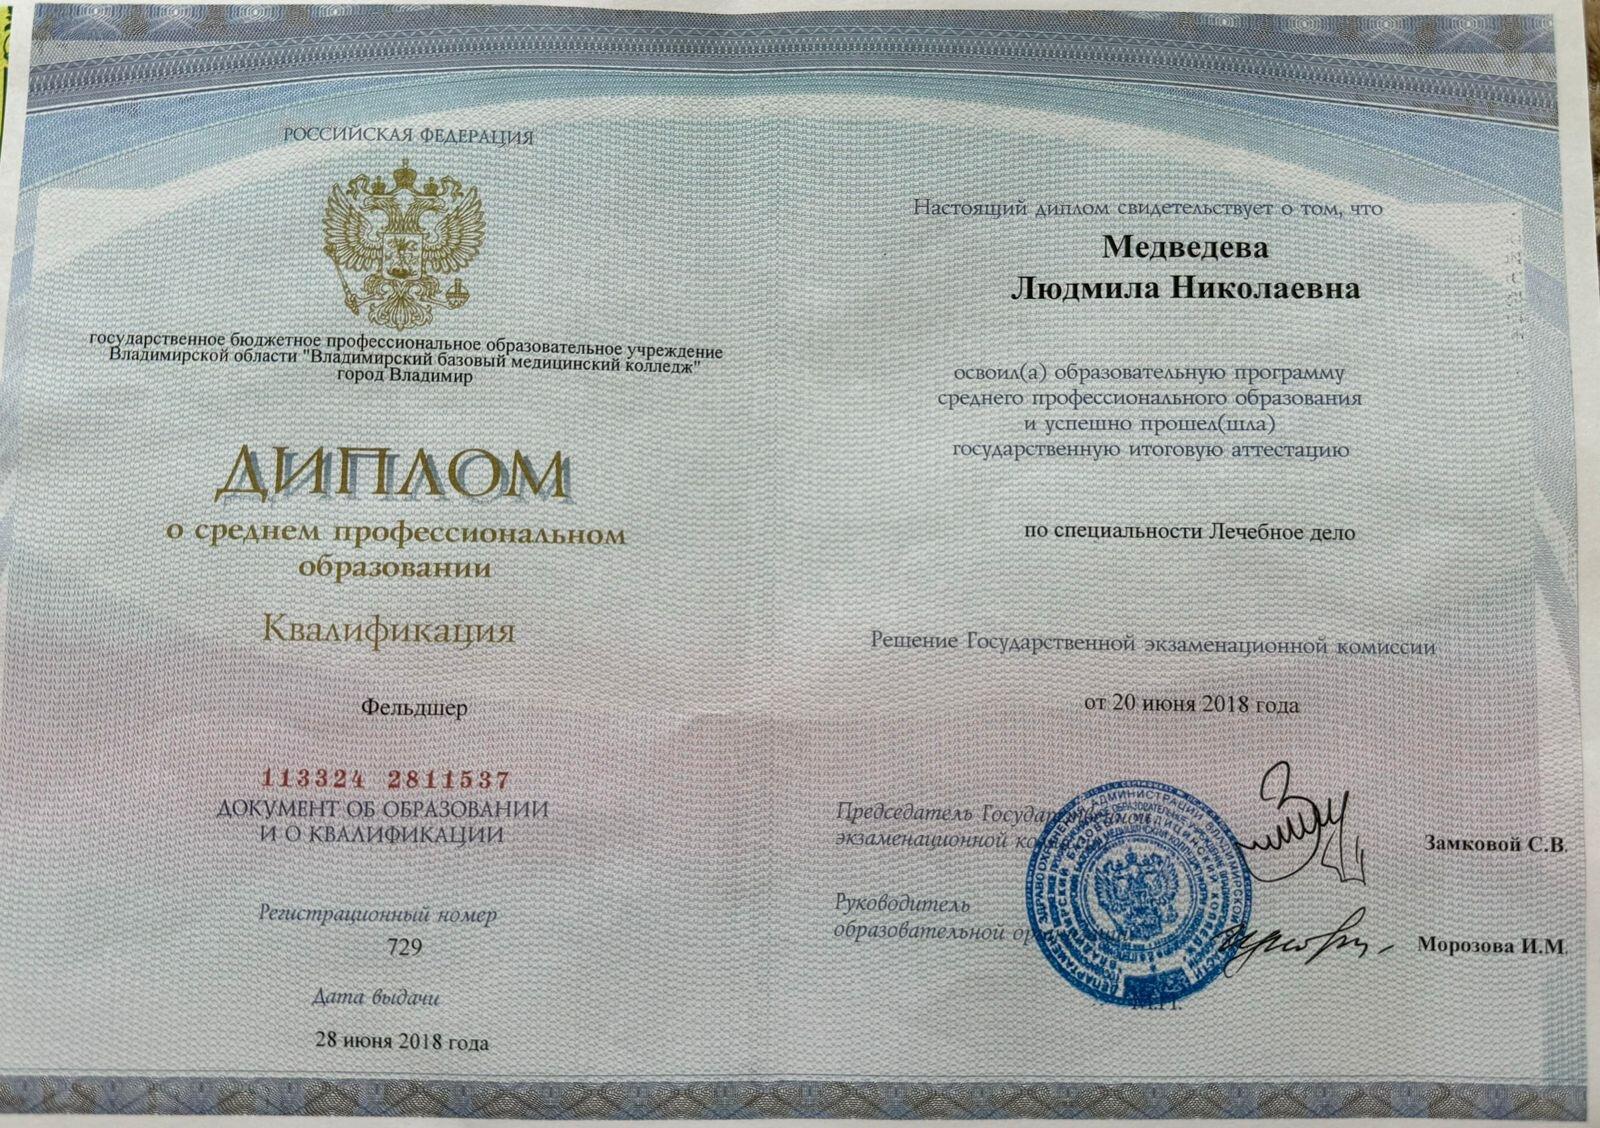 РОССИЙСКАЯ ФЕДЕРАЦИЯ
государственное бюджетное профессиональное образовательное учреждение
Владимирской области "Владимирский базовый медицинский колледж"
город Владимир
ДИПЛОМ
о среднем профессиональном
образовании
Квалификация
Фельдшер
113324 2811537
ДОКУМЕНТ ОБ ОБРАЗОВАНИИ
И О КВАЛИФИКАЦИИ
Регистрационный номер
729
Дата выдачи
28 июня 2018 года
Настоящий диплом свидетельствует о том, что
Медведева
Людмила Николаевна
освоил(а) образовательную программу
среднего профессионального образования
и успешно прошел(шла)
государственную итоговую аттестацию
по специальности Лечебное дело
Решение Государственной экзаменационной комиссии
от 20 июня 2018 года
Председатель Государственной
экзаменационной комиссии
Замковой С.В.
Руководитель
образовательной организации
Морозова И.М.
М.П.